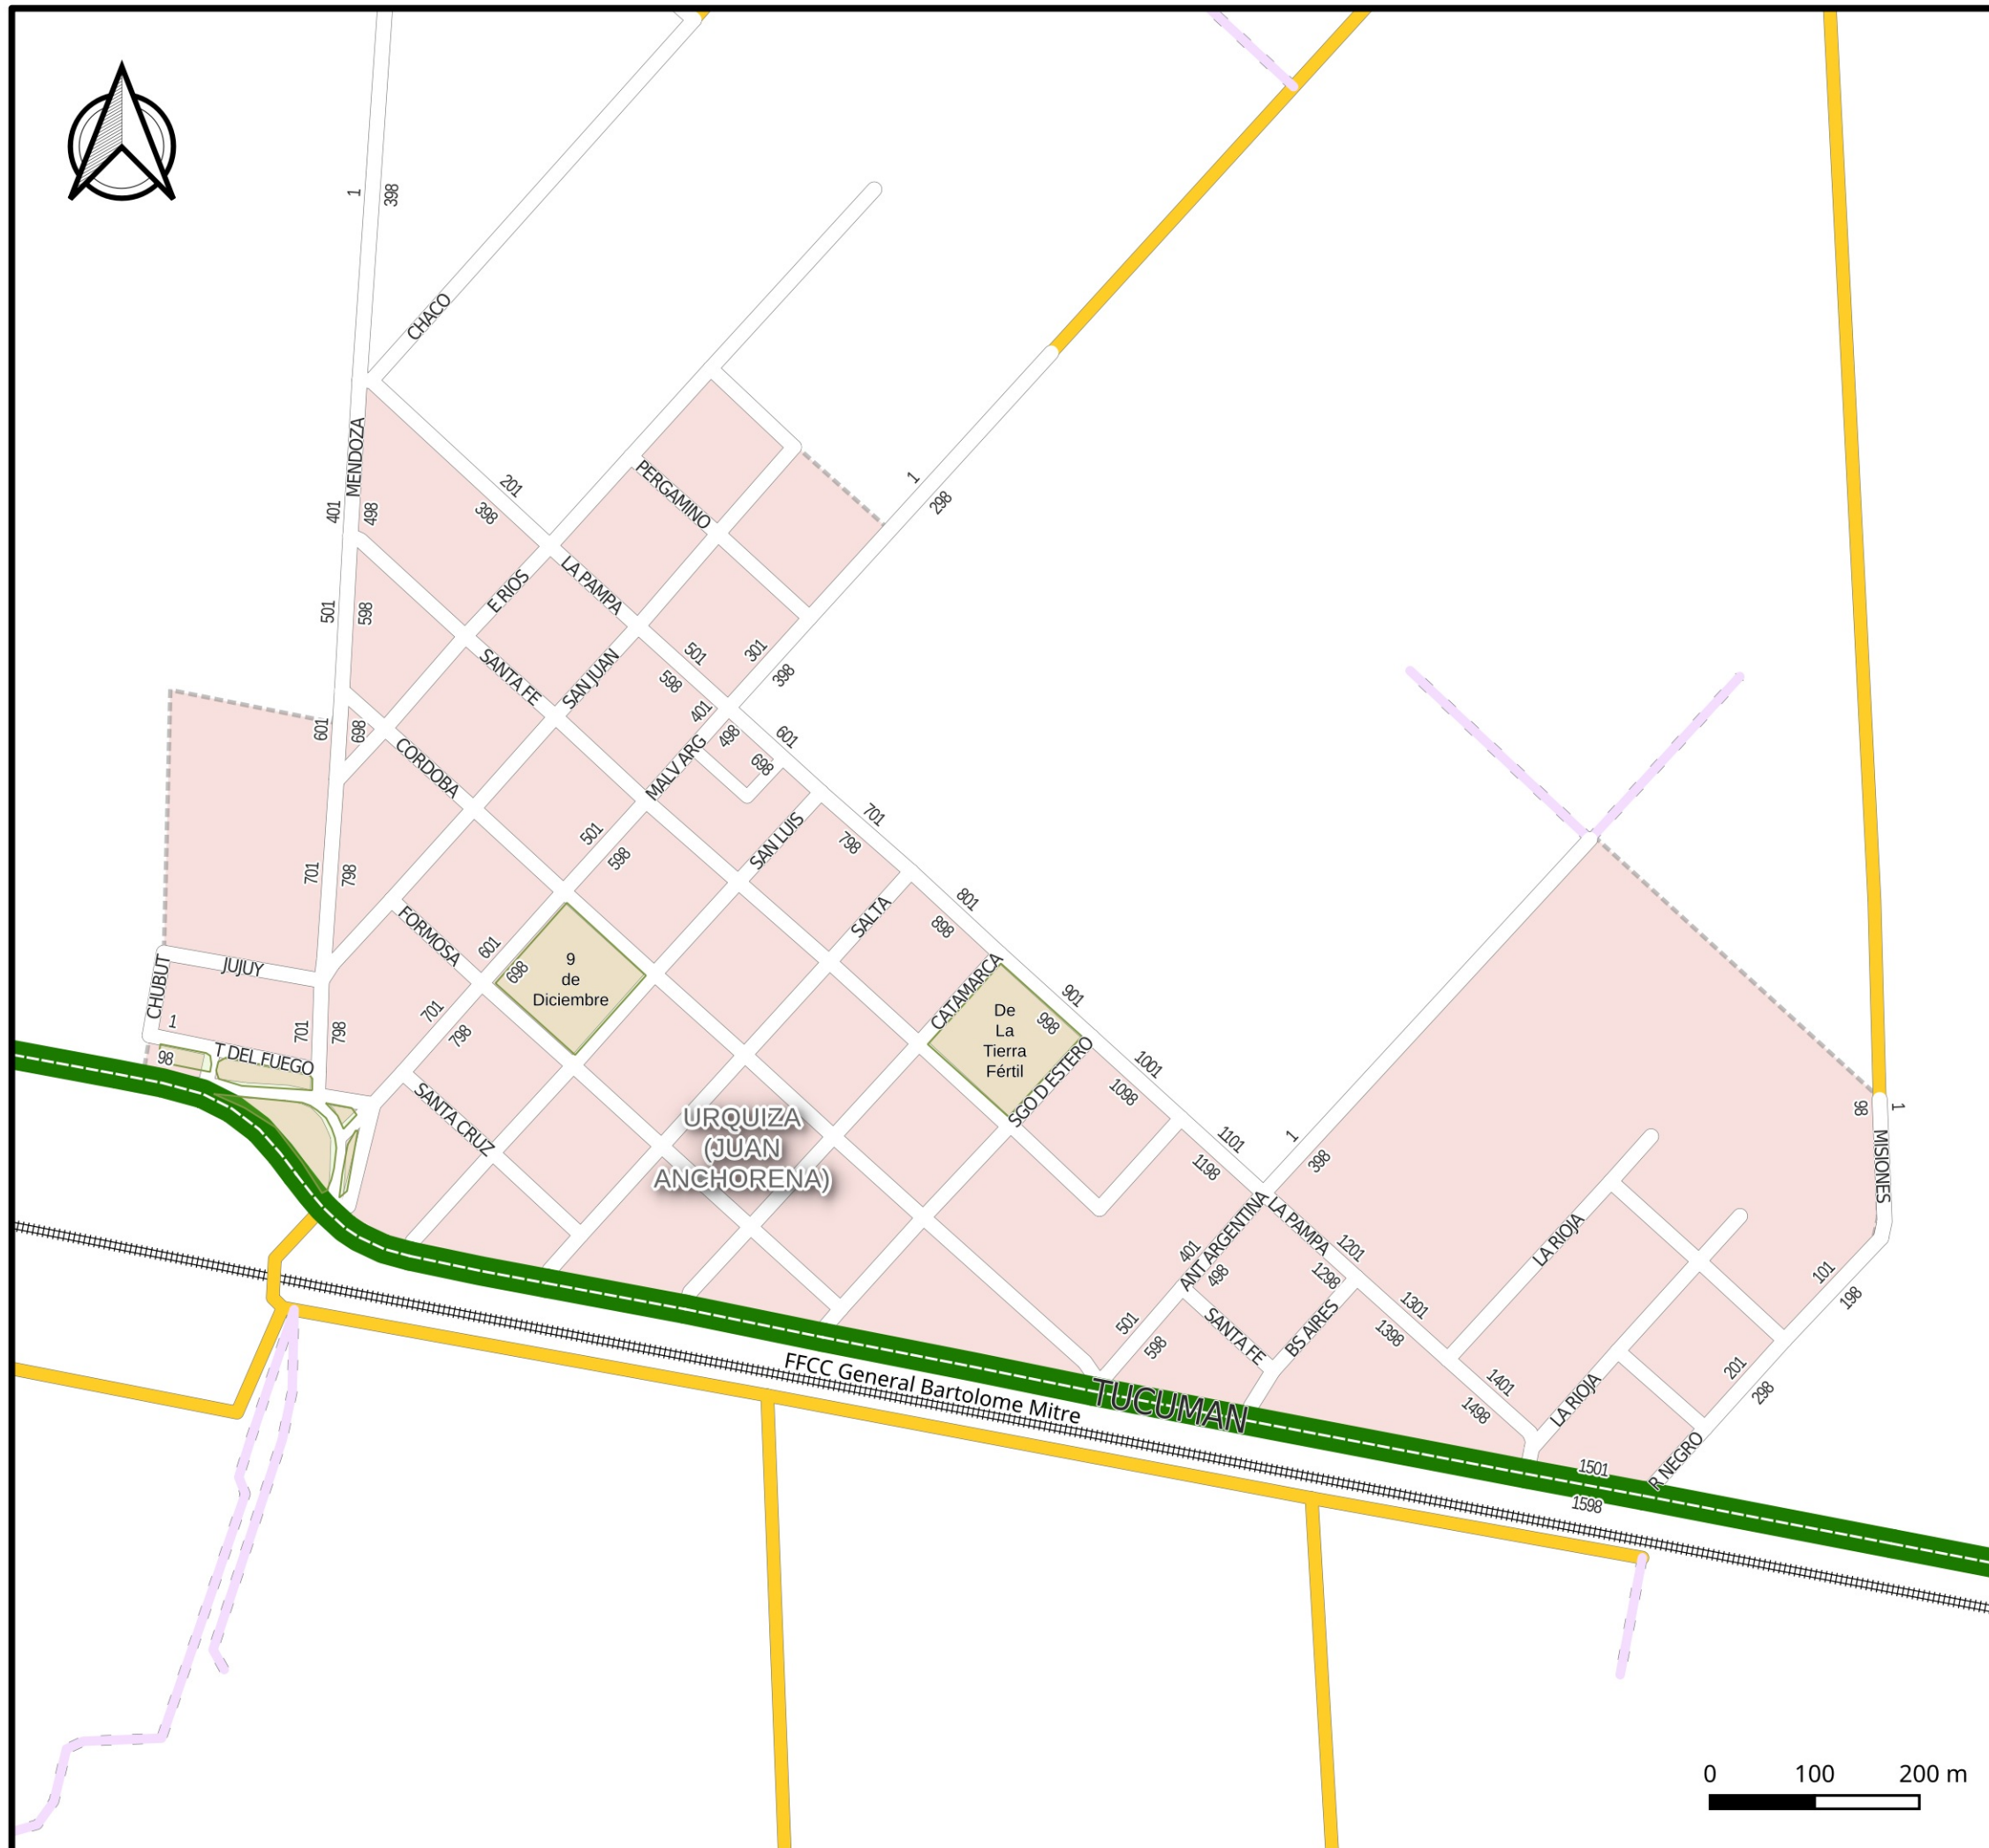 1
398
CHACO
MENDOZA
201
398
PERGAMINO
1
298
401
498
E RIOS
LA PAMPA
501
598
SANTA FE
SAN JUAN
501
598
301
398
401
498
601
698
601
698
CORDOBA
MALV ARG
701
798
SAN LUIS
501
598
701
798
SALTA
801
898
FORMOSA
601
698
9
de
Diciembre
CATAMARCA
901
998
De
La
Tierra
Fértil
SGO D ESTERO
JUJUY
CHUBUT
1
98
T DEL FUEGO
701
798
701
798
1001
1098
SANTA CRUZ
URQUIZA
(JUAN
ANCHORENA)
1101
1198
1
398
1
98
MISIONES
ANT ARGENTINA
LA PAMPA
401
498
1201
1298
LA RIOJA
501
598
SANTA FE
BS AIRES
1301
1398
101
198
LA RIOJA
1401
1498
201
298
R NEGRO
1501
1598
TUCUMAN
FFCC General Bartolome Mitre
0 100 200 m